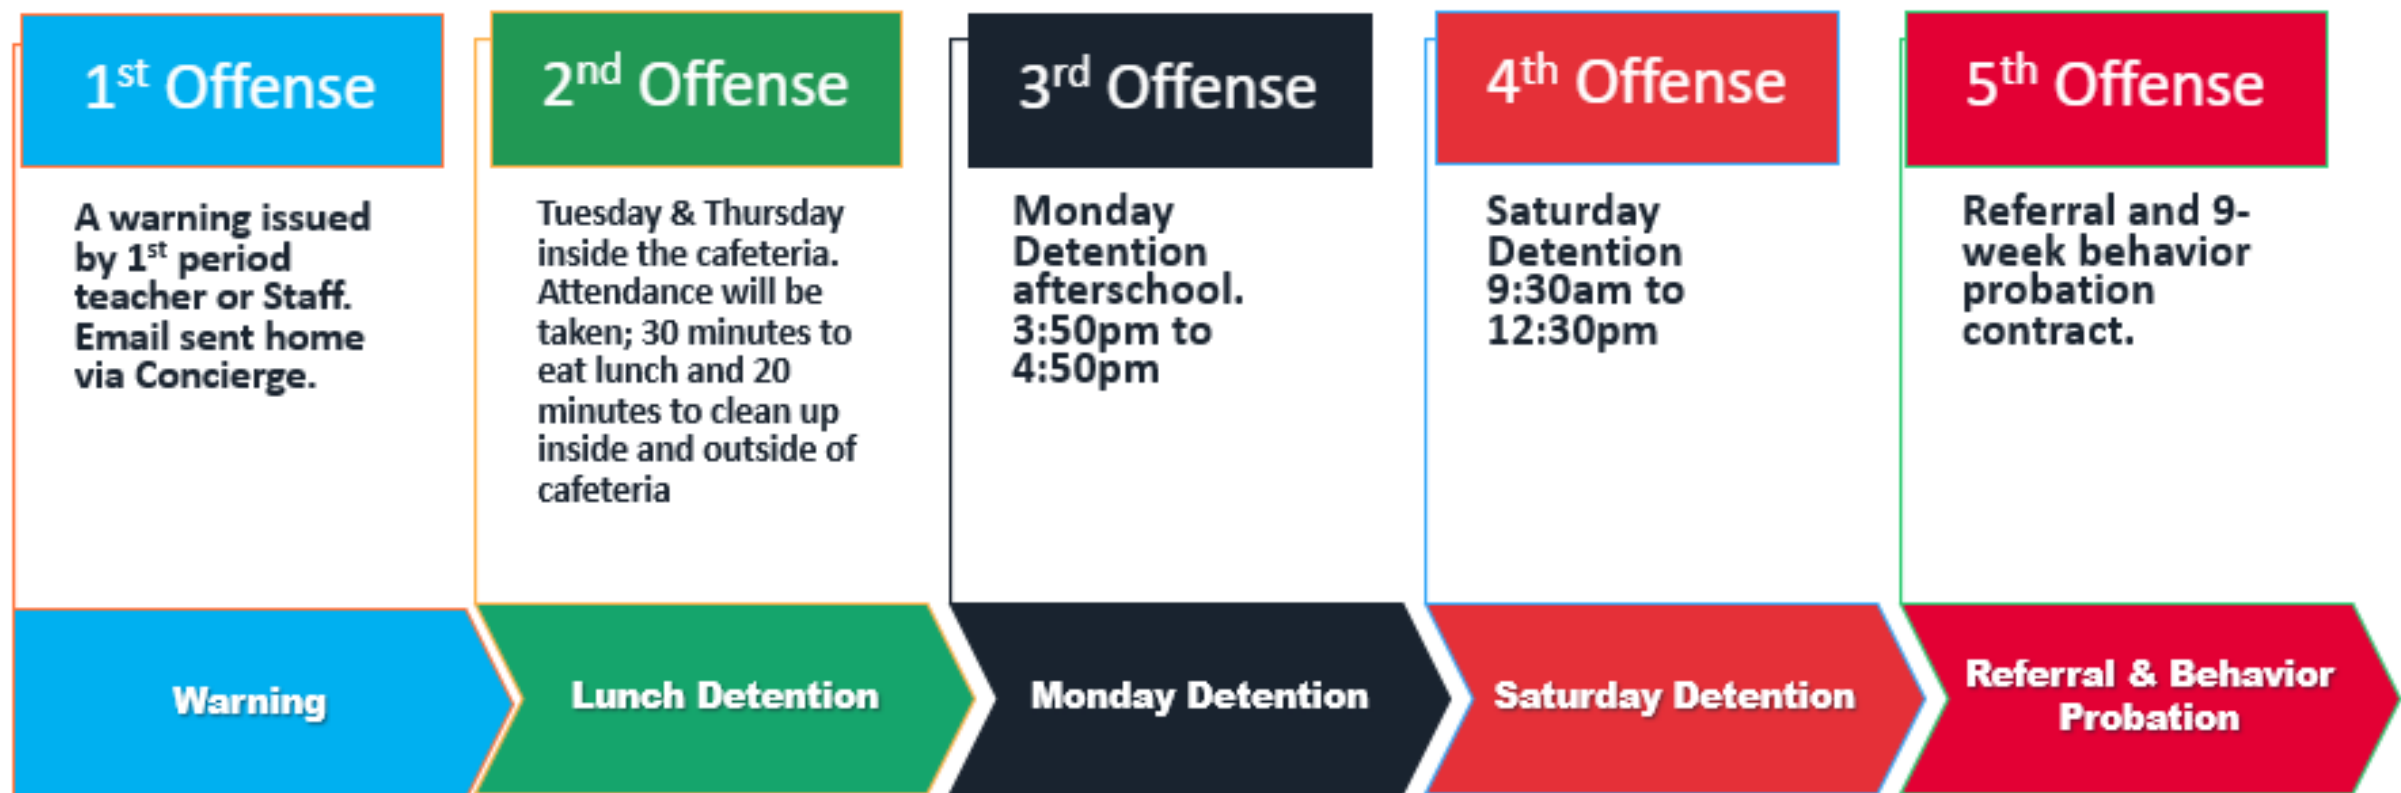 1st Offense
A warning issued
by 1st period
teacher or Staff.
Email sent home
via Concierge.
Warning
2nd Offense
Tuesday & Thursday
inside the cafeteria.
Attendance will be
taken; 30 minutes to
eat lunch and 20
minutes to clean up
inside and outside of
cafeteria
Lunch Detention
3rd Offense
Monday
Detention
afterschool.
3:50pm to
4:50pm
Monday Detention
4th Offense
Saturday
Detention
9:30am to
12:30pm
Saturday Detention
5th Offense
Referral and 9-
week behavior
probation
contract.
Referral & Behavior
Probation